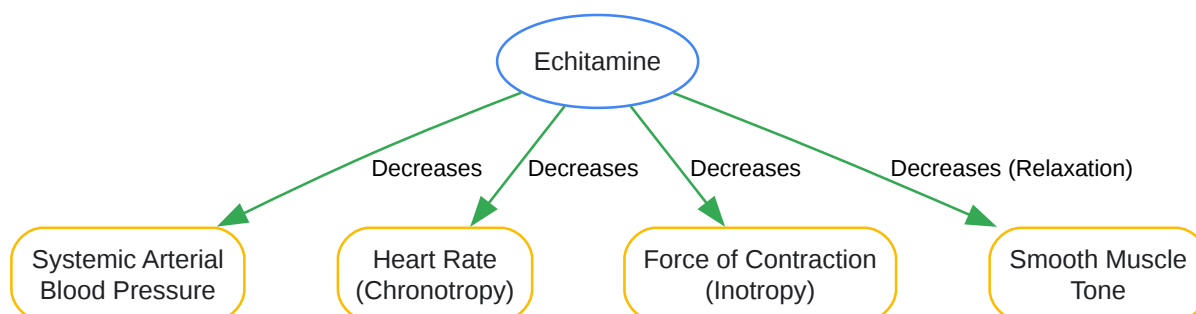 Echitamine
Decreases
Decreases
Decreases
Decreases (Relaxation)
Systemic Arterial
Blood Pressure
Heart Rate
(Chronotropy)
Force of Contraction
(Inotropy)
Smooth Muscle
Tone